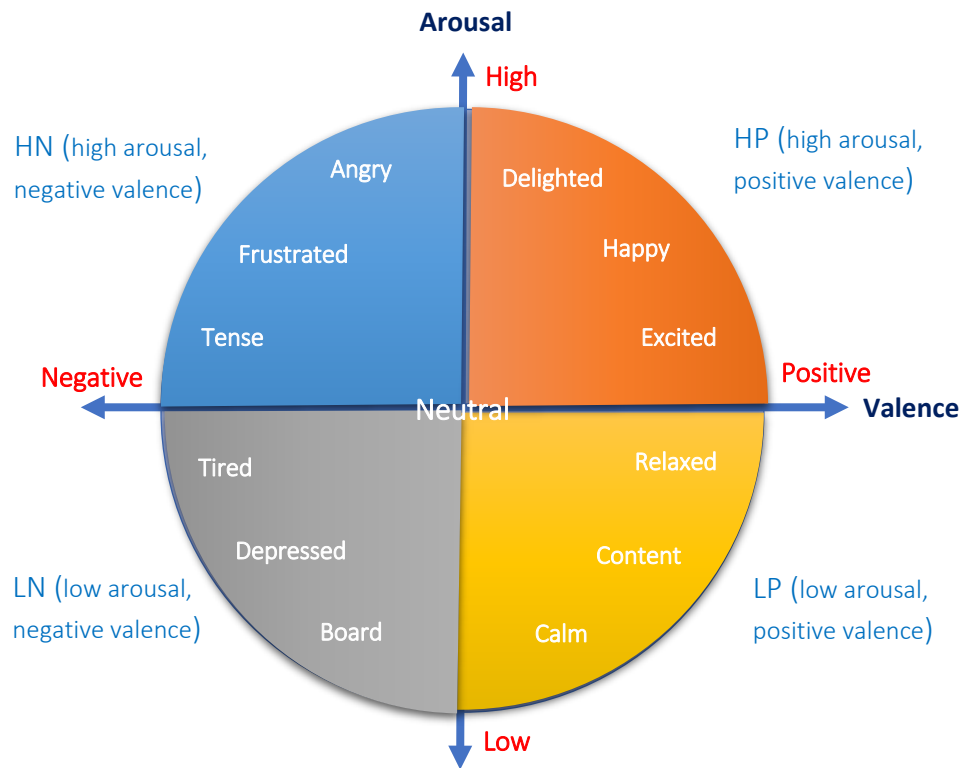 Arousal
High
HN (high arousal,
negative valence)
HP (high arousal,
positive valence)
Angry
Delighted
Frustrated
Happy
Tense
Excited
Negative
Positive
Neutral
Valence
Tired
Relaxed
Depressed
Content
LN (low arousal,
negative valence)
LP (low arousal,
positive valence)
Board
Calm
Low